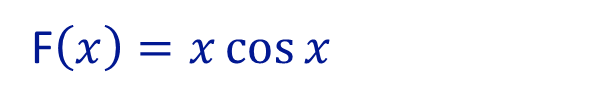 F(x) = x cos x